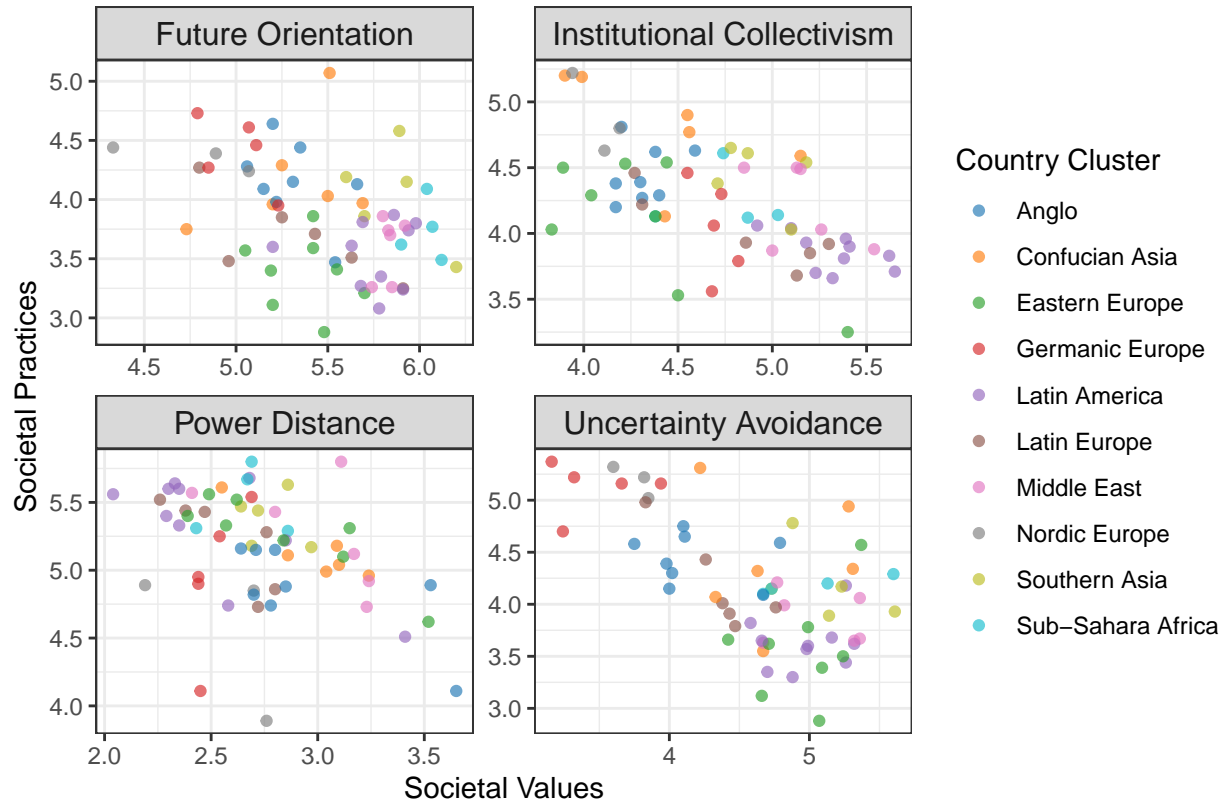 Future Orientation
Institutional Collectivism
5.0
4.5
4.0
3.5
3.0
4.5 5.0 5.5 6.0
5.0
4.5
4.0
3.5
4.0 4.5 5.0 5.5
Power Distance
Uncertainty Avoidance
5.5
5.0
4.5
4.0
2.0 2.5 3.0 3.5
5.0
4.5
4.0
3.5
3.0
4 5
Societal Practices
Societal Values
Country Cluster
Anglo
Confucian Asia
Eastern Europe
Germanic Europe
Latin America
Latin Europe
Middle East
Nordic Europe
Southern Asia
Sub−Sahara Africa